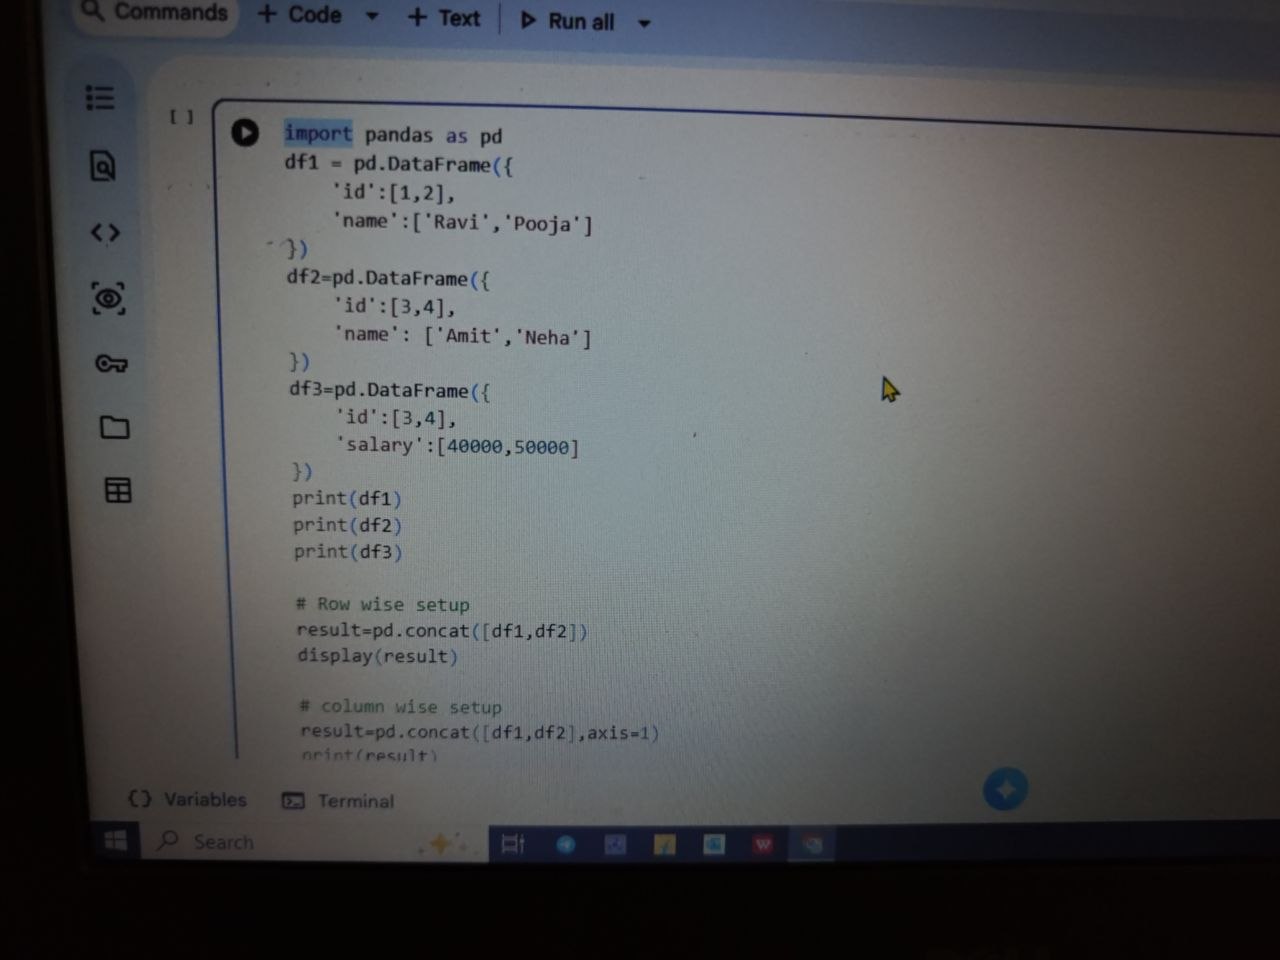 Commands + Code + Text Run all
[ ]
import pandas as pd
df1 = pd.DataFrame({
'id':[1,2],
'name':['Ravi','Pooja']
})
df2=pd.DataFrame({
'id':[3,4],
'name': ['Amit','Neha']
})
df3=pd.DataFrame({
'id':[3,4],
'salary':[40000,50000]
})
print(df1)
print(df2)
print(df3)
# Row wise setup
result=pd.concat([df1,df2])
display(result)
# column wise setup
result=pd.concat([df1,df2],axis=1)
print(result)
{} Variables Terminal
Search
W